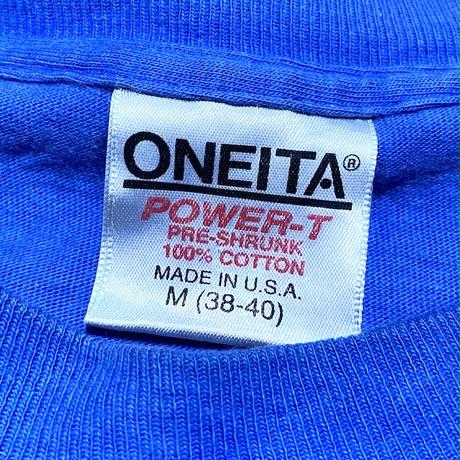 ONEITA®
POWER-T
PRE-SHRUNK
100% COTTON
MADE IN U.S.A.
M (38-40)